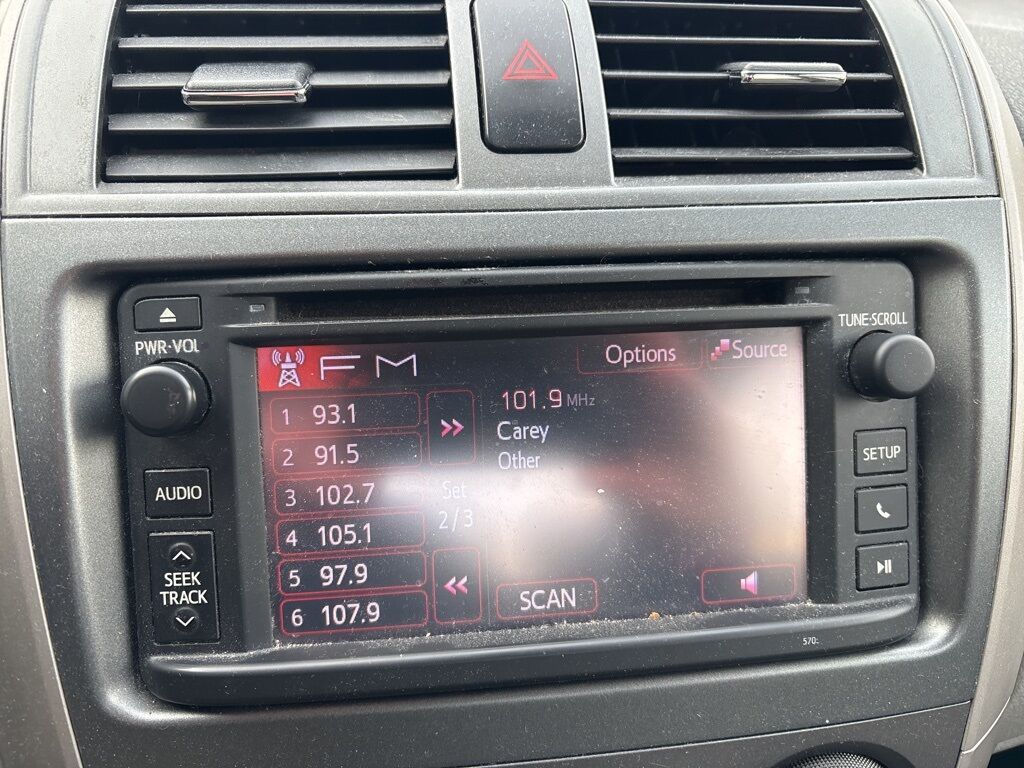 PWR·VOL
AUDIO
SEEK
TRACK
FM
Options
Source
1 93.1
2 91.5
3 102.7
4 105.1
5 97.9
6 107.9
>>
Set
2/3
<<
101.9 MHz
Carey
Other
SCAN
TUNE·SCROLL
SETUP